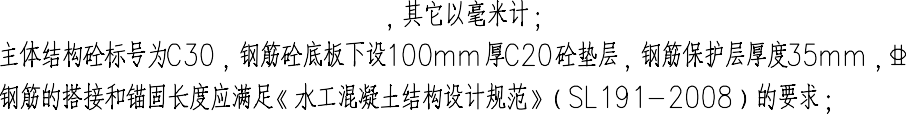 ，其它以毫米计；
主体结构砼标号为C30，钢筋砼底板下设100mm厚C20砼垫层，钢筋保护层厚度35mm，
钢筋的搭接和锚固长度应满足《水工混凝土结构设计规范》（SL191-2008）的要求；